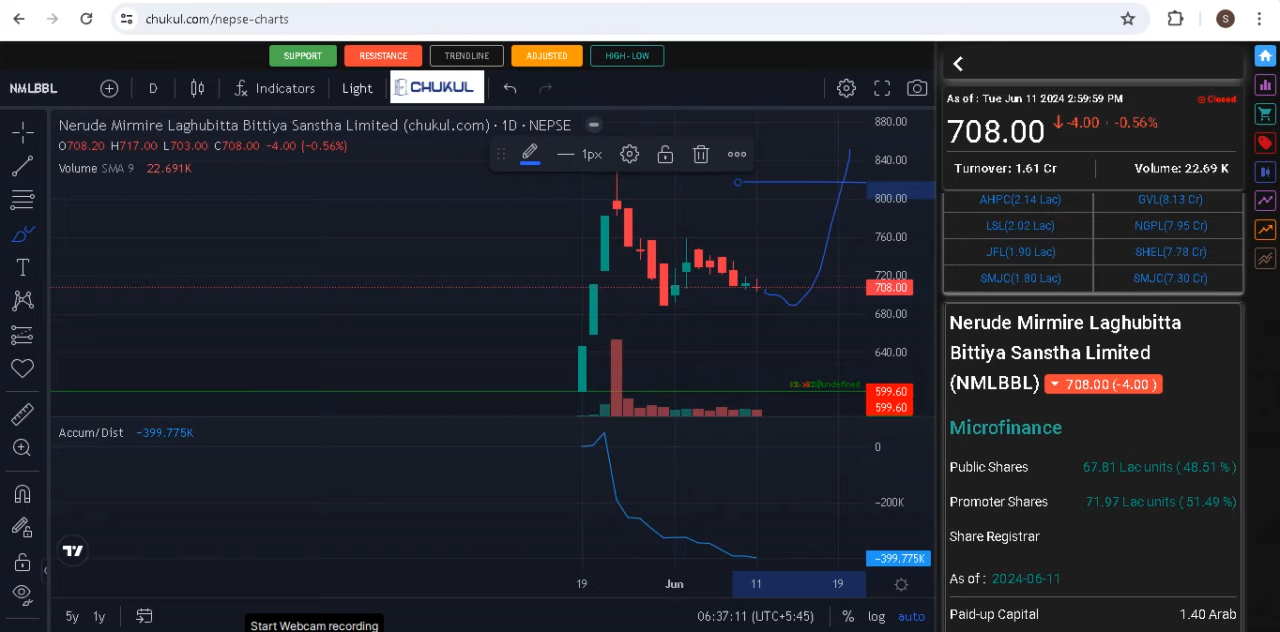 chukul.com/nepse-charts
S
SUPPORT RESISTANCE TRENDLINE ADJUSTED HIGH-LOW
NMLBBL D Indicators Light CHUKUL
Nerude Mirmire Laghubitta Bittiya Sanstha Limited (chukul.com) · 1D · NEPSE
O708.20 H717.00 L703.00 C708.00 −4.00 (−0.56%)
Volume SMA 9 22.691K
1px
880.00
840.00
800.00
760.00
720.00
708.00
680.00
640.00
599.60
599.60
Accum/Dist −399.775K
0
−200K
−399.775K
19 Jun 11 19
5y 1y 06:37:11 (UTC+5:45) % log auto
Start Webcam recording
As of : Tue Jun 11 2024 2:59:59 PM Closed
708.00 -4.00 -0.56%
Turnover: 1.61 Cr Volume: 22.69 K
AHPC(2.14 Lac) GVL(8.13 Cr)
LSL(2.02 Lac) NGPL(7.95 Cr)
JFL(1.90 Lac) SHEL(7.78 Cr)
SMJC(1.80 Lac) SMJC(7.30 Cr)
Nerude Mirmire Laghubitta
Bittiya Sanstha Limited
(NMLBBL) 708.00 (-4.00 )
Microfinance
Public Shares 67.81 Lac units ( 48.51 % )
Promoter Shares 71.97 Lac units ( 51.49 %)
Share Registrar
As of : 2024-06-11
Paid-up Capital 1.40 Arab